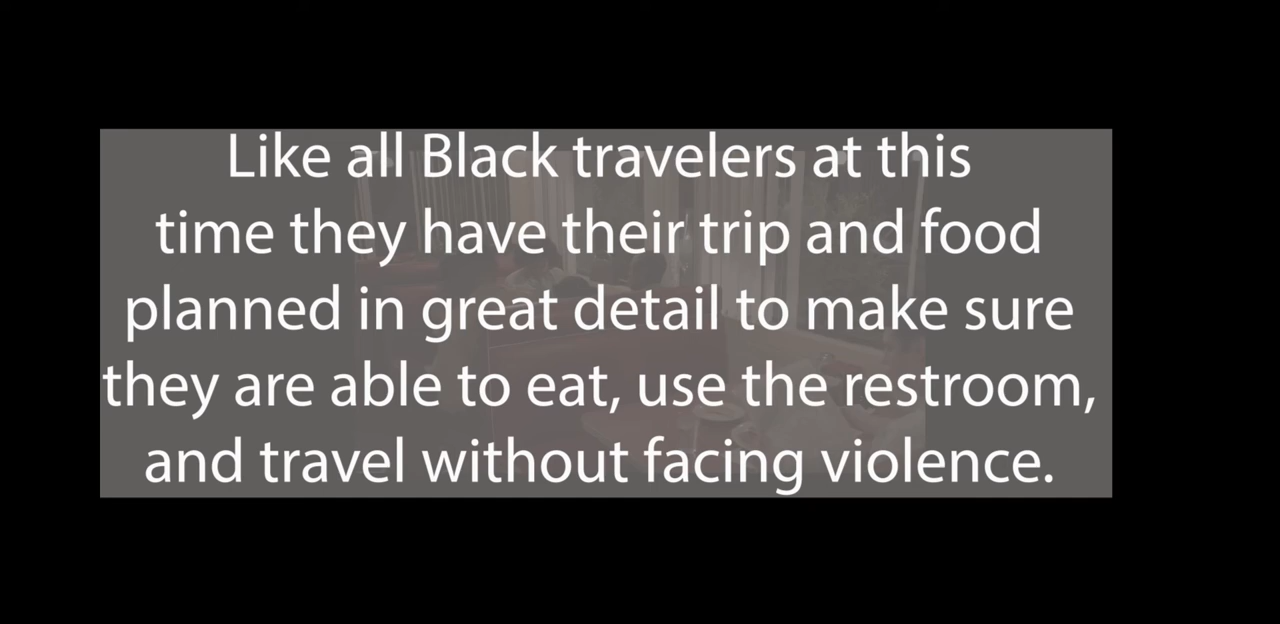 Like all Black travelers at this
time they have their trip and food
planned in great detail to make sure
they are able to eat, use the restroom,
and travel without facing violence.